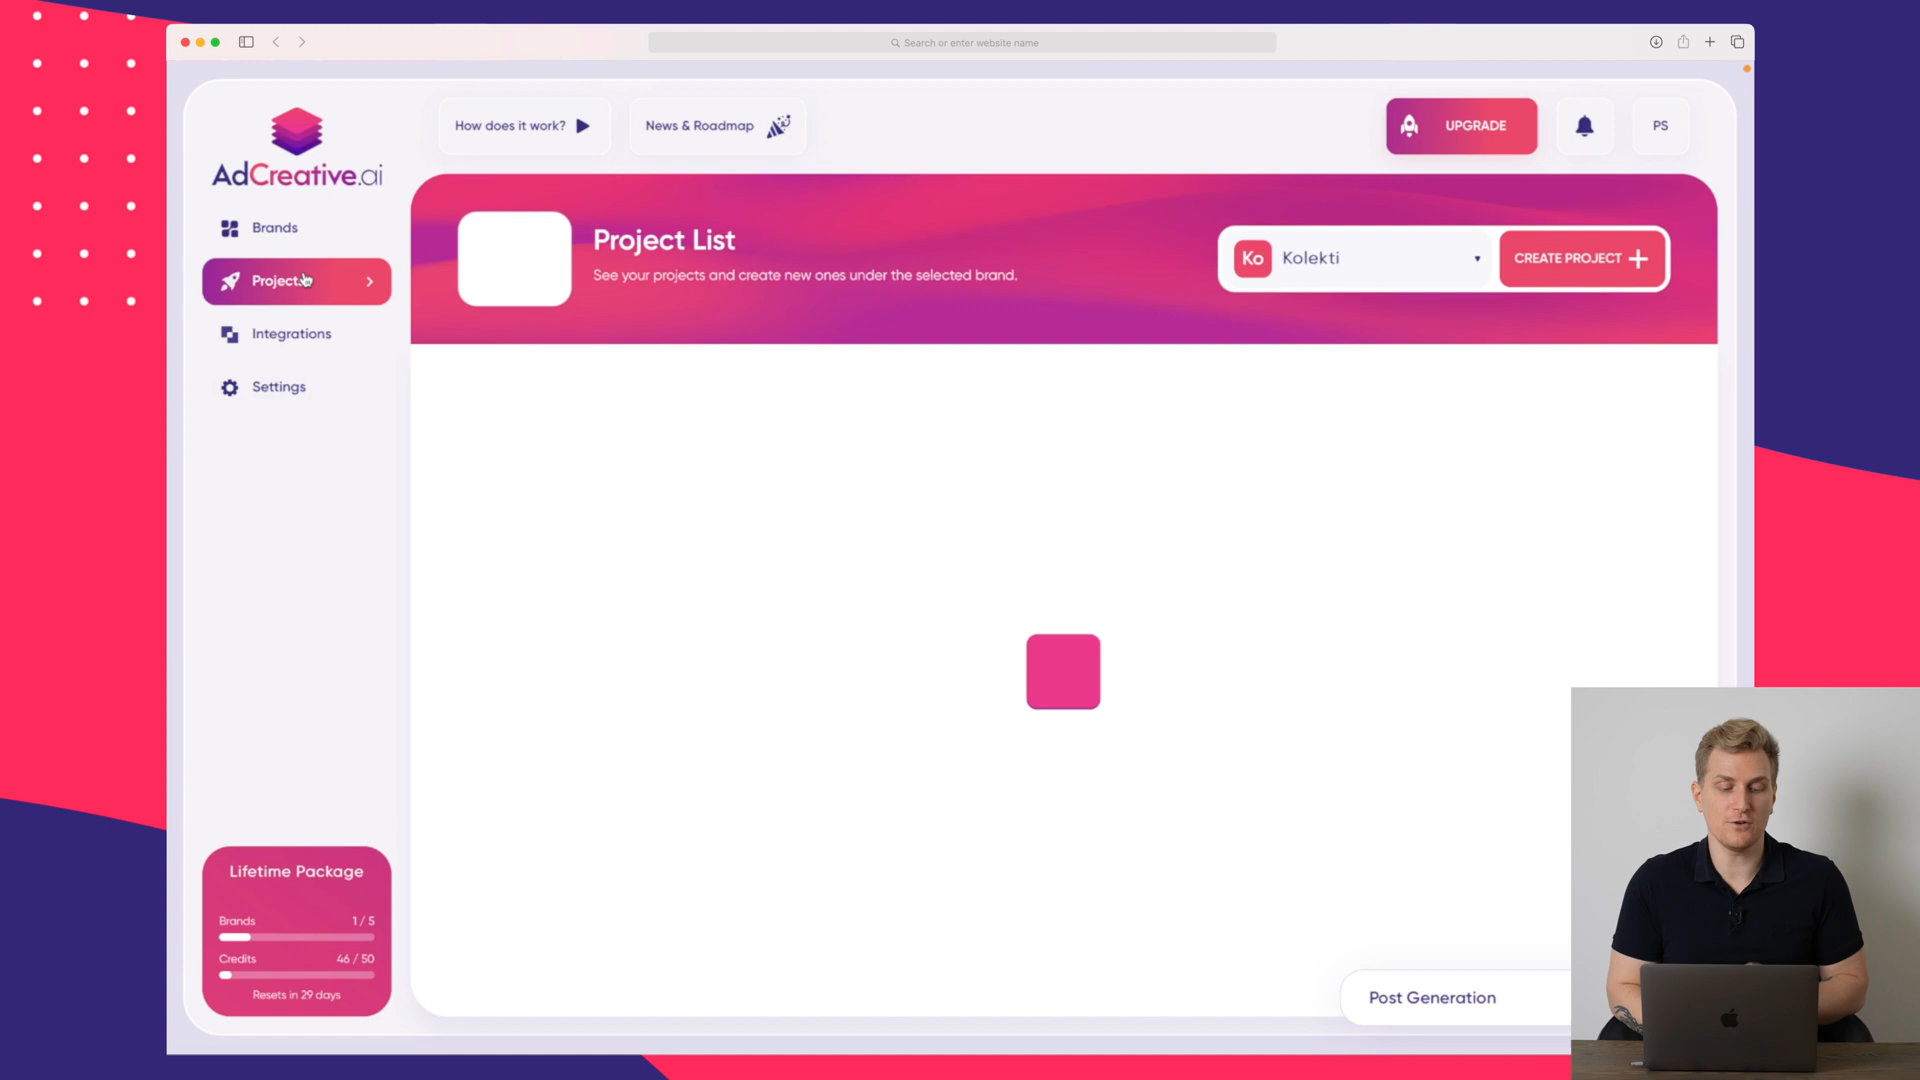 Search or enter website name
AdCreative.ai
How does it work?
News & Roadmap
UPGRADE
PS
Brands
Projects
Integrations
Settings
Project List
See your projects and create new ones under the selected brand.
Ko Kolekti
CREATE PROJECT
Lifetime Package
Brands 1 / 5
Credits 46 / 50
Resets in 29 days
Post Generation